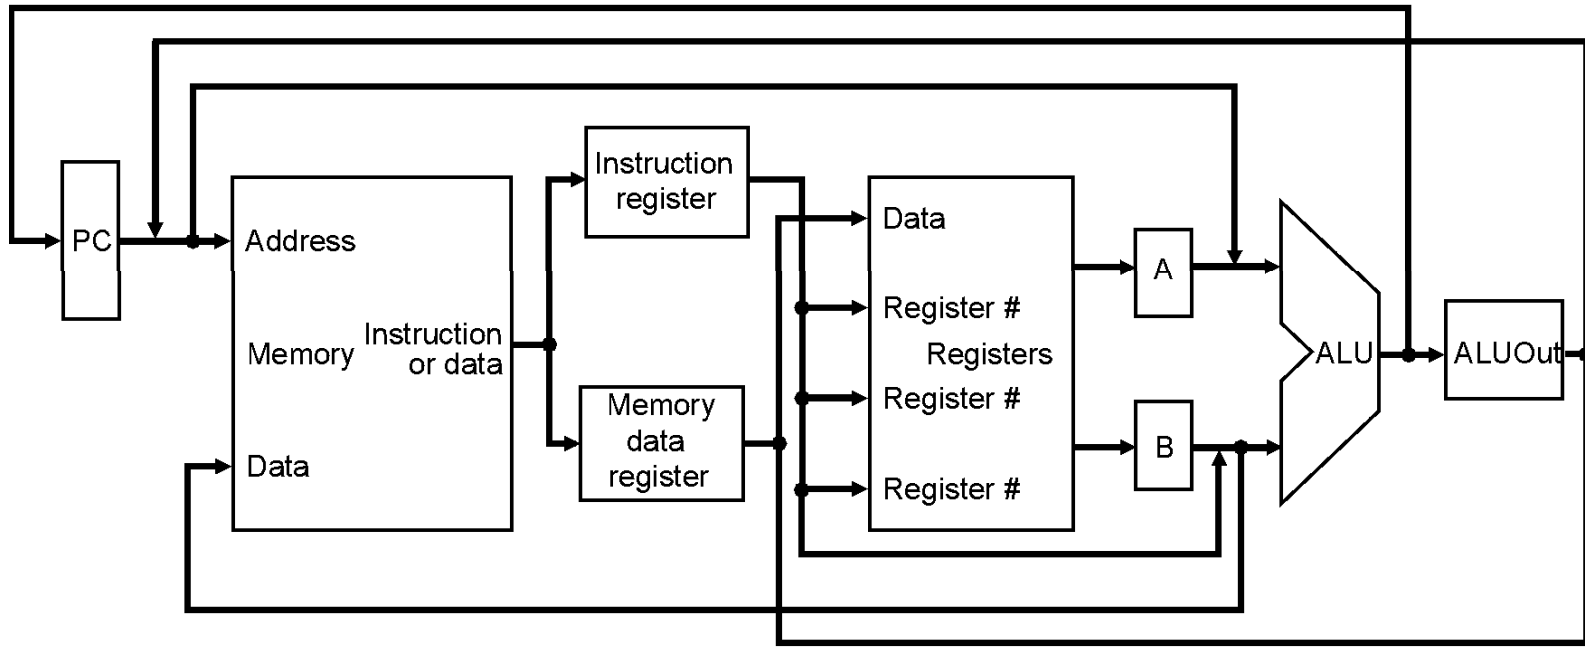 PC
Address
Memory
Instruction
or data
Data
Instruction
register
Memory
data
register
Data
Register #
Registers
Register #
Register #
A
B
ALU
ALUOut